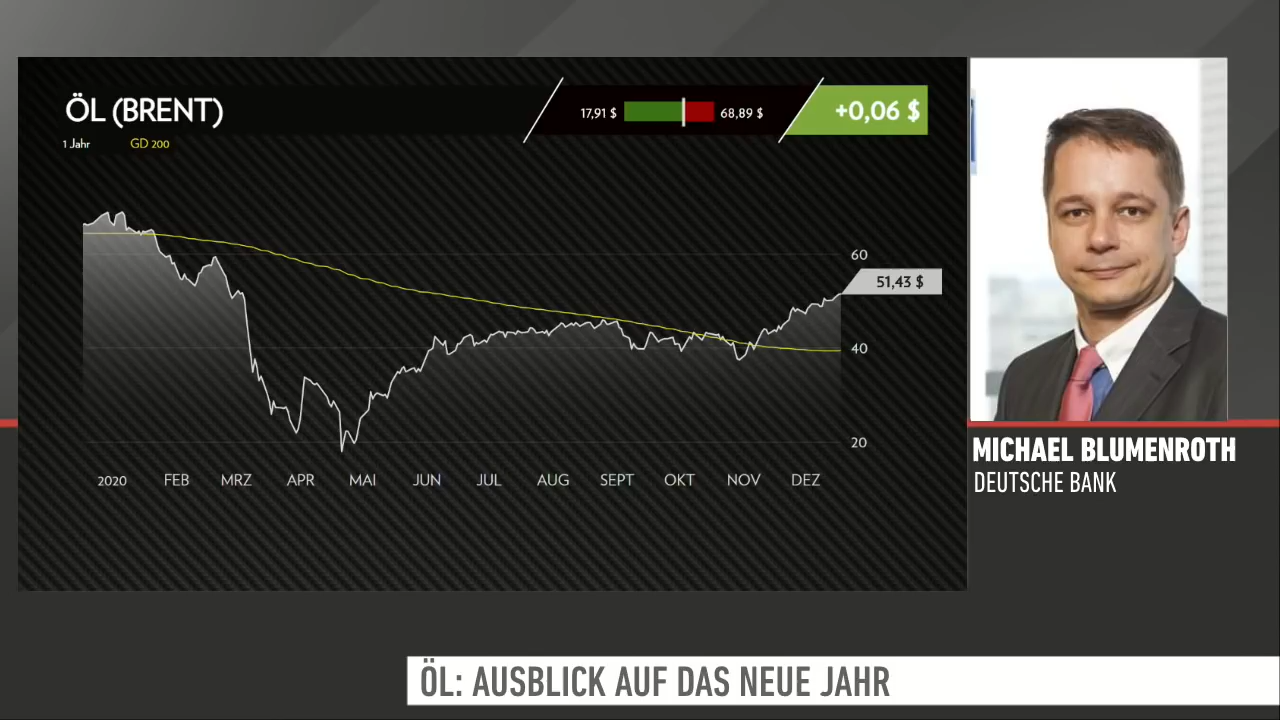 ÖL (BRENT)
17,91 $ 68,89 $
+0,06 $
1 Jahr GD 200
60
51,43 $
40
20
2020 FEB MRZ APR MAI JUN JUL AUG SEPT OKT NOV DEZ
MICHAEL BLUMENROTH
DEUTSCHE BANK
ÖL: AUSBLICK AUF DAS NEUE JAHR